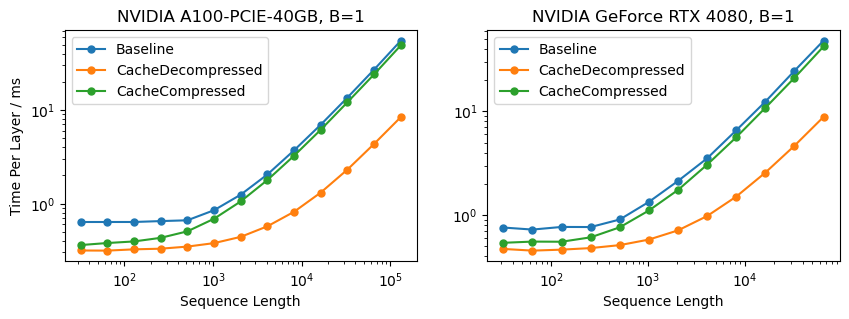 NVIDIA A100-PCIE-40GB, B=1
Baseline
CacheDecompressed
CacheCompressed
Time Per Layer / ms
10¹
10⁰
10²
10³
10⁴
10⁵
Sequence Length
NVIDIA GeForce RTX 4080, B=1
Baseline
CacheDecompressed
CacheCompressed
10¹
10⁰
10²
10³
10⁴
Sequence Length